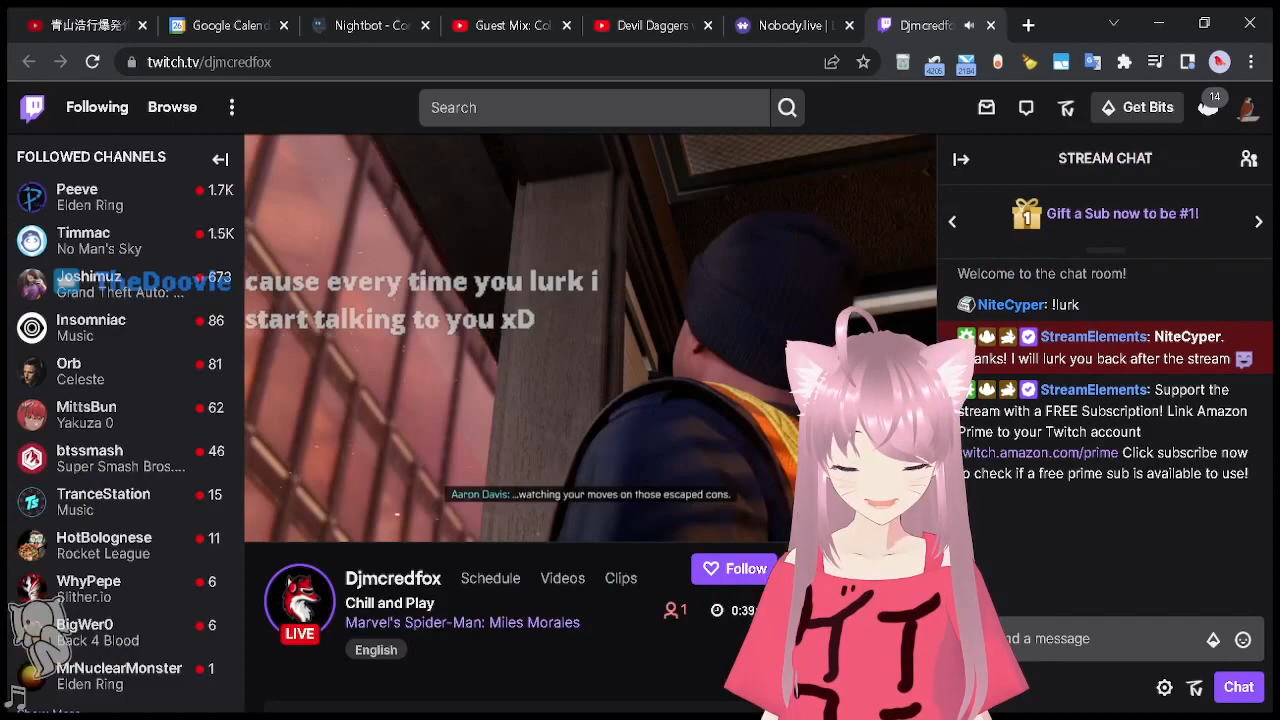 青山浩行爆発
Google Calend
Nightbot - Co
Guest Mix: Col
Devil Daggers v
Nobody.live | L
Djmcredfo
twitch.tv/djmcredfox
4205
2184
Following
Browse
Search
Get Bits
14
FOLLOWED CHANNELS
Peeve
1.7K
Elden Ring
Timmac
1.5K
No Man's Sky
Joshimuz
673
Grand Theft Auto: ...
TheDoovie
cause every time you lurk i
start talking to you xD
Insomniac
86
Music
Orb
81
Celeste
MittsBun
62
Yakuza 0
btssmash
46
Super Smash Bros....
TranceStation
15
Music
HotBolognese
11
Rocket League
WhyPepe
6
Slither.io
BigWer0
6
Back 4 Blood
MrNuclearMonster
1
Elden Ring
Aaron Davis: ...watching your moves on those escaped cons.
Djmcredfox
Schedule
Videos
Clips
Follow
Chill and Play
Marvel's Spider-Man: Miles Morales
1
0:39:
LIVE
English
STREAM CHAT
1
Gift a Sub now to be #1!
Welcome to the chat room!
NiteCyper: !lurk
StreamElements: NiteCyper.
anks! I will lurk you back after the stream
StreamElements: Support the
stream with a FREE Subscription! Link Amazon
Prime to your Twitch account
witch.amazon.com/prime Click subscribe now
to check if a free prime sub is available to use!
nd a message
Chat